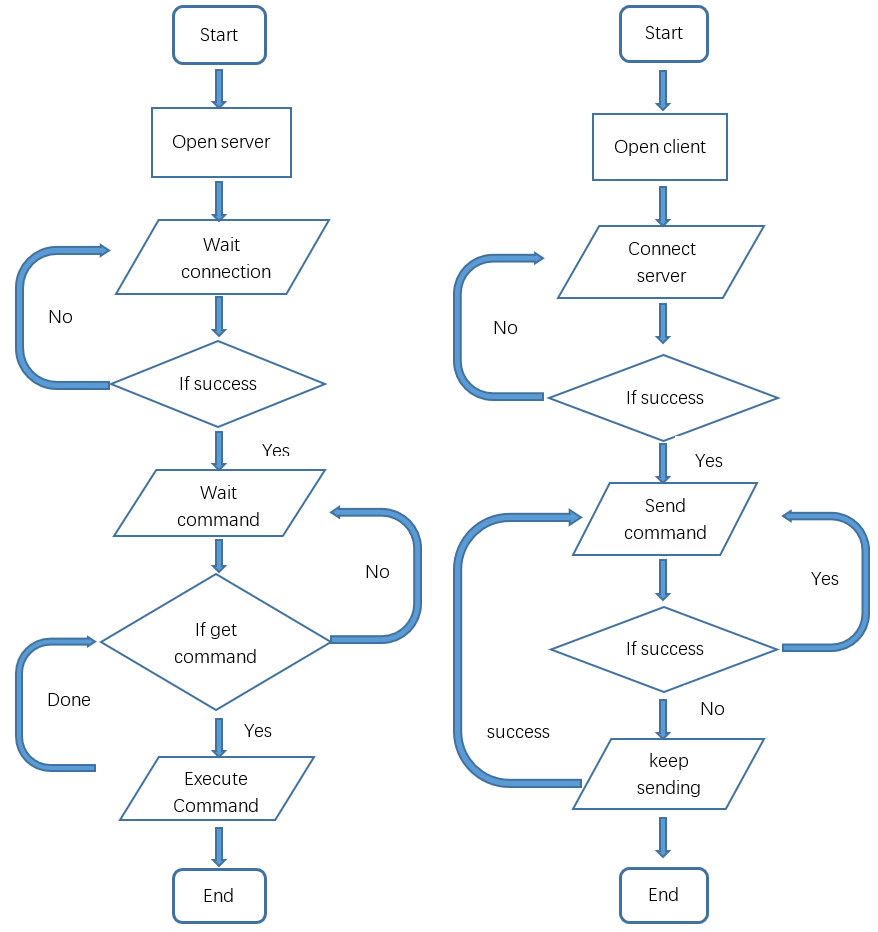 Start
Open server
Wait
connection
No
If success
Yes
Wait
command
No
If get
command
Done
Yes
Execute
Command
End
Start
Open client
Connect
server
No
If success
Yes
Send
command
Yes
If success
No
success
keep
sending
End